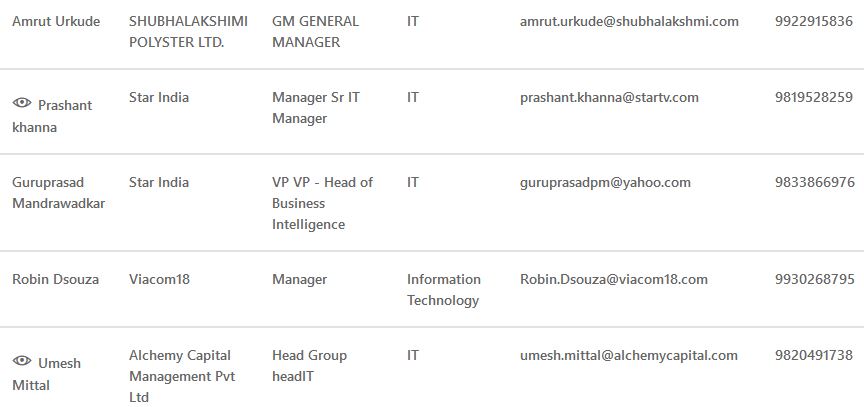 Amrut Urkude SHUBHALAKSHMI GM GENERAL IT amrut.urkude@shubhalakshmi.com 9922915836
POLYSTER LTD. MANAGER
Prashant Star India Manager Sr IT IT prashant.khanna@startv.com 9819528259
khanna Manager
Guruprasad Star India VP VP - Head of IT guruprasadpm@yahoo.com 9833866976
Mandrawadkar Business
Intelligence
Robin Dsouza Viacom18 Manager Information Robin.Dsouza@viacom18.com 9930268795
Technology
Umesh Alchemy Capital Head Group IT umesh.mittal@alchemycapital.com 9820491738
Mittal Management Pvt headIT
Ltd